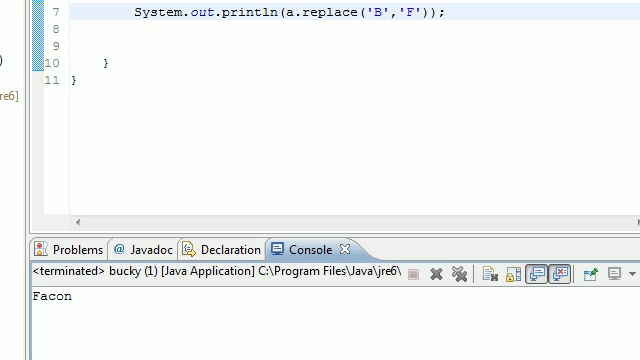 7 System.out.println(a.replace('B','F'));
8
9
10 }
11 }
)
re6]
Problems @ Javadoc Declaration Console
<terminated> bucky (1) [Java Application] C:\Program Files\Java\jre6\
Facon